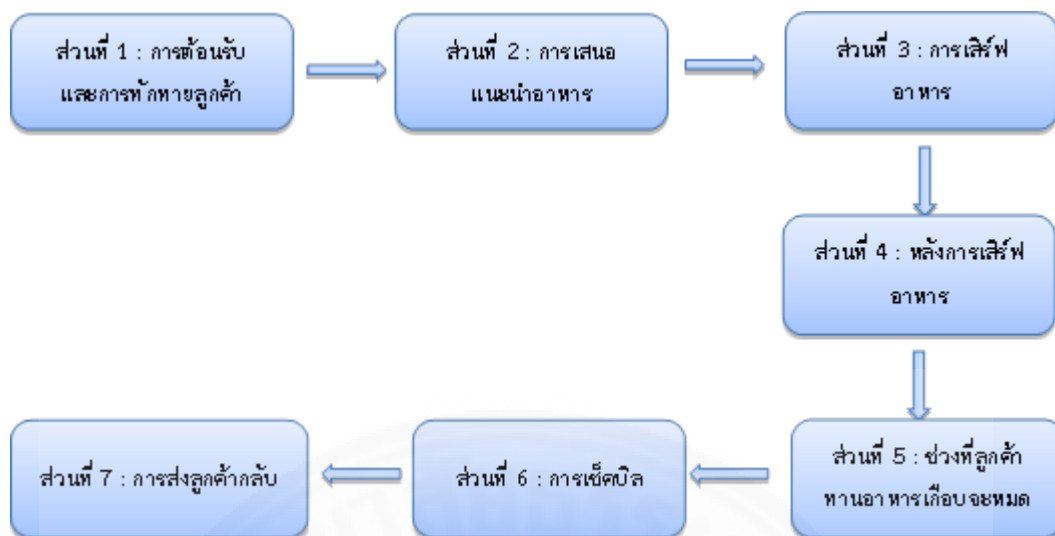 ส่วนที่ 1 : การต้อนรับ
และการทักทายลูกค้า
ส่วนที่ 2 : การเสนอ
แนะนำอาหาร
ส่วนที่ 3 : การเสิร์ฟ
อาหาร
ส่วนที่ 4 : หลังการเสิร์ฟ
อาหาร
ส่วนที่ 5 : ช่วงที่ลูกค้า
ทานอาหารเกือบจะหมด
ส่วนที่ 6 : การเช็คบิล
ส่วนที่ 7 : การส่งลูกค้ากลับ